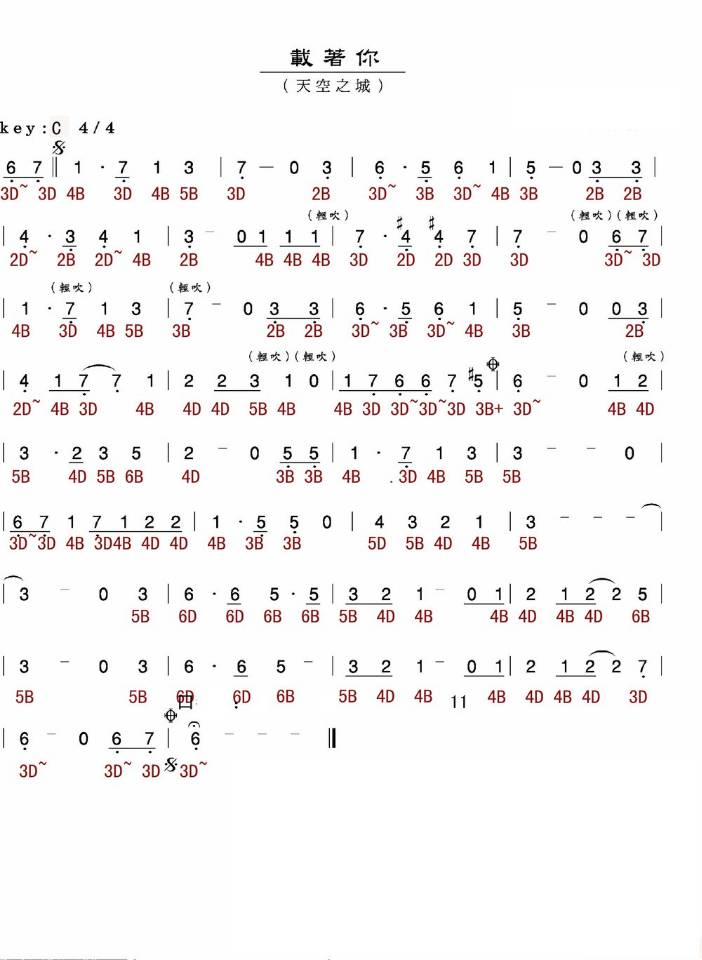 載著你
（天空之城）
key:C 4/4
6 7 ‖ 1 · 7 1 3 | 7 — 0 3 | 6 · 5 6 1 | 5 — 0 3 3 |
3D~ 3D 4B 3D 4B 5B 3D 2B 3D~ 3B 3D~ 4B 3B 2B 2B
（輕吹） （輕吹）（輕吹）
| 4 · 3 4 1 | 3 — 0 1 1 1 | 7 · #4 #4 7 | 7 — 0 6 7 |
2D~ 2B 2D~ 4B 2B 4B 4B 4B 3D 2D 2D 3D 3D 3D~ 3D
（輕吹） （輕吹）
| 1 · 7 1 3 | 7 — 0 3 3 | 6 · 5 6 1 | 5 — 0 0 3 |
4B 3D 4B 5B 3B 2B 2B 3D~ 3B 3D~ 4B 3B 2B
（輕吹）（輕吹） （輕吹）
| 4 1 7 7 1 | 2 2 3 1 0 | 1 7 6 6 7 #5 | 6 — 0 1 2 |
2D~ 4B 3D 4B 4D 4D 5B 4B 4B 3D 3D~3D~3D 3B+ 3D~ 4B 4D
| 3 · 2 3 5 | 2 — 0 5 5 | 1 · 7 1 3 | 3 — — 0 |
5B 4D 5B 6B 4D 3B 3B 4B .3D 4B 5B 5B
| 6 7 1 7 1 2 2 | 1 · 5 5 0 | 4 3 2 1 | 3 — — — |
3D~3D 4B 3D4B 4D 4D 4B 3B 3B 5D 5B 4D 4B 5B
| 3 — 0 3 | 6 · 6 5 · 5 | 3 2 1 — 0 1 | 2 1 2 2 5 |
5B 6D 6D 6B 6B 5B 4D 4B 4B 4D 4B 4D 6B
| 3 — 0 3 | 6 · 6 5 — | 3 2 1 — 0 1 | 2 1 2 2 7 |
5B 5B 6D 6D 6B 5B 4D 4B 11 4B 4D 4B 4D 3D
| 6 — 0 6 7 | 6 — — — ‖
3D~ 3D~ 3D 3D~